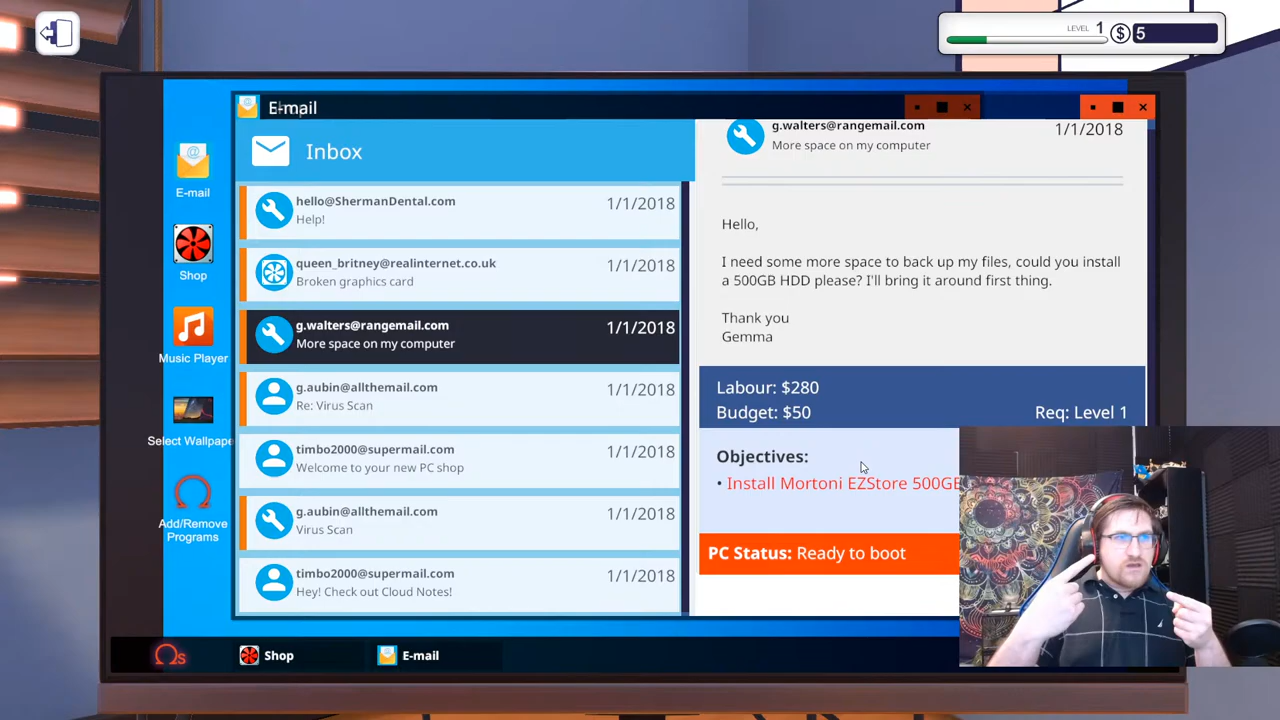 LEVEL 1 $ 5
E-mail
Inbox
hello@ShermanDental.com 1/1/2018
Help!
queen_britney@realinternet.co.uk 1/1/2018
Broken graphics card
g.walters@rangemail.com 1/1/2018
More space on my computer
g.aubin@allthemail.com 1/1/2018
Re: Virus Scan
timbo2000@supermail.com 1/1/2018
Welcome to your new PC shop
g.aubin@allthemail.com 1/1/2018
Virus Scan
timbo2000@supermail.com 1/1/2018
Hey! Check out Cloud Notes!
g.walters@rangemail.com 1/1/2018
More space on my computer
Hello,
I need some more space to back up my files, could you install
a 500GB HDD please? I'll bring it around first thing.
Thank you
Gemma
Labour: $280
Budget: $50 Req: Level 1
Objectives:
• Install Mortoni EZStore 500GB
PC Status: Ready to boot
E-mail
Shop
Music Player
Select Wallpape
Add/Remove
Programs
Ωs Shop E-mail